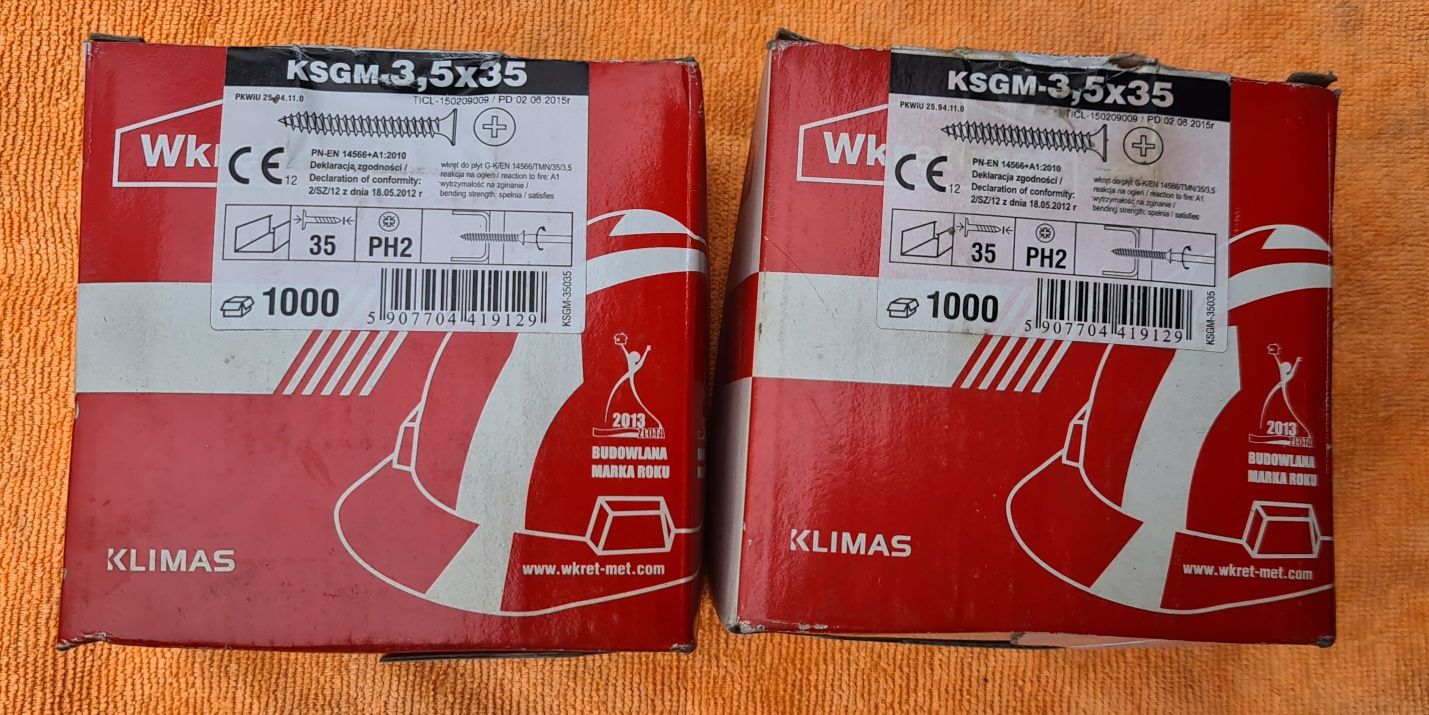 KSGM-3,5x35
PKWiU 25.94.11.0
TICL-150209009 / PD 02 06 2015r
Wk
CE 12
PN-EN 14566+A1:2010
Deklaracja zgodności /
Declaration of conformity:
2/SZ/12 z dnia 18.05.2012 r
wkręt do płyt G-K/EN 14566/TMN/35/3,5
reakcja na ogień / reaction to fire: A1
wytrzymałość na zginanie /
bending strength: spełnia / satisfies
35
PH2
1000
5 907704 419129
KSGM-35035
2013
ZŁOTA
BUDOWLANA
MARKA ROKU
KLIMAS
www.wkret-met.com
KSGM-3,5x35
PKWiU 25.94.11.0
TICL-150209009 / PD 02 06 2015r
Wk
CE 12
PN-EN 14566+A1:2010
Deklaracja zgodności /
Declaration of conformity:
2/SZ/12 z dnia 18.05.2012 r
wkręt do płyt G-K/EN 14566/TMN/35/3,5
reakcja na ogień / reaction to fire: A1
wytrzymałość na zginanie /
bending strength: spełnia / satisfies
35
PH2
1000
5 907704 419129
KSGM-35035
2013
ZŁOTA
BUDOWLANA
MARKA ROKU
KLIMAS
www.wkret-met.com